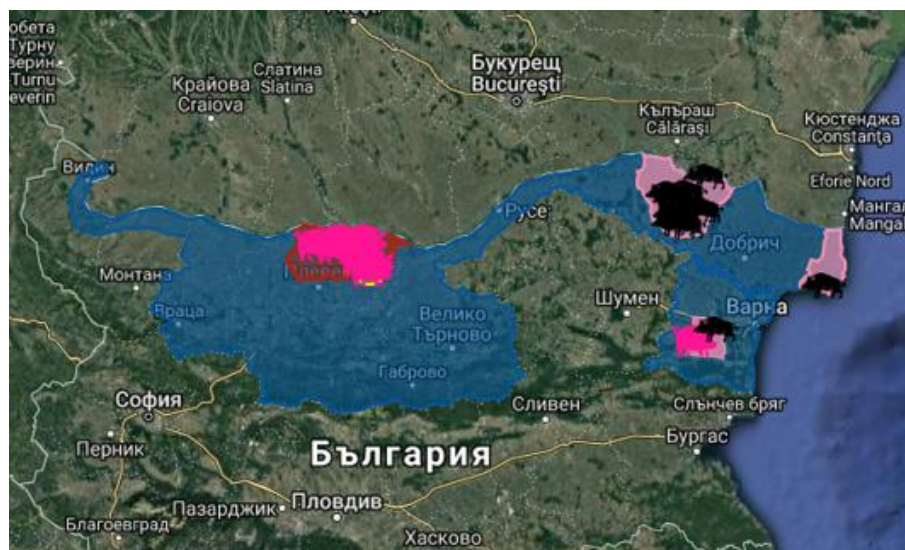 обета
Турну
верин
-Turnu
Severin
Крайова
Craiova
Слатина
Slatina
Букурещ
București
Кълъраш
Călărași
Кюстенджа
Constanța
Eforie Nord
Мангал
Mangal
Видин
Русе
Добрич
Монтана
Враца
Велико
Търново
Габрово
Шумен
Варна
София
Перник
Сливен
Слънчев бряг
Бургас
България
Пазарджик
Пловдив
Благоевград
Хасково